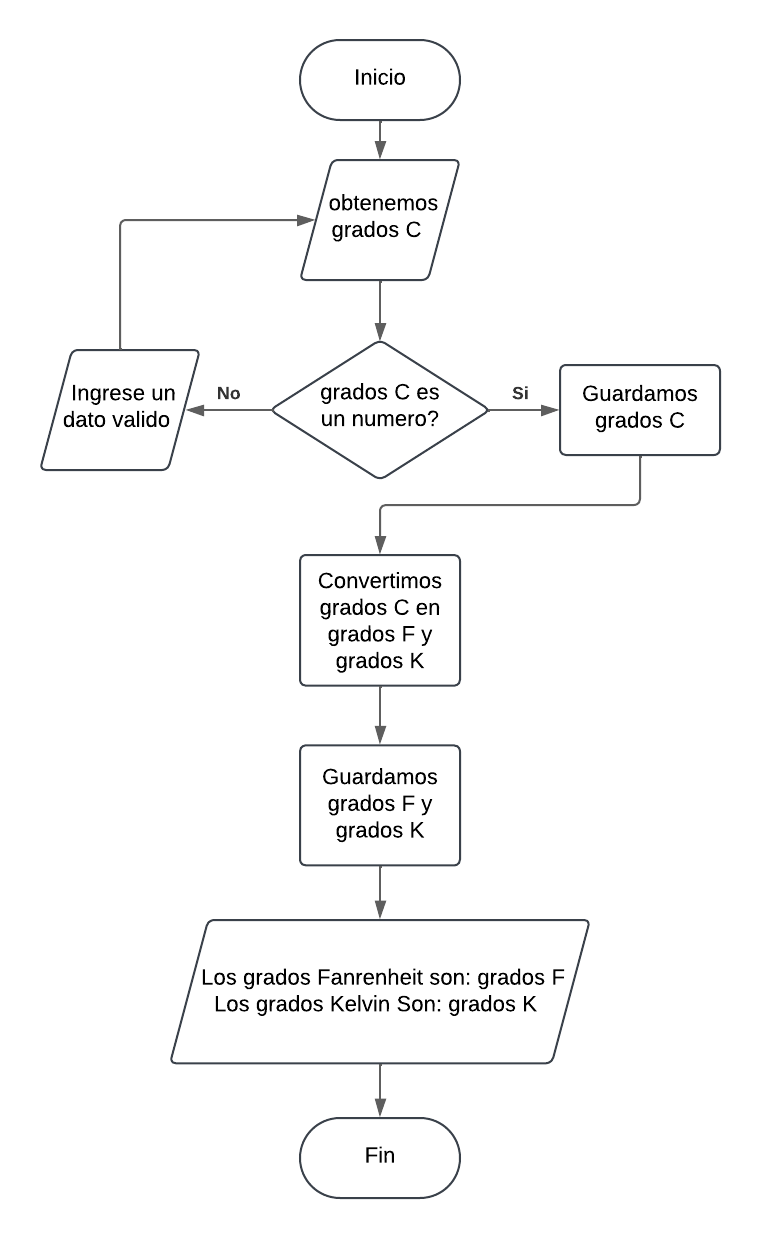 Inicio
obtenemos
grados C
grados C es
un numero?
No
Si
Ingrese un
dato valido
Guardamos
grados C
Convertimos
grados C en
grados F y
grados K
Guardamos
grados F y
grados K
Los grados Fanrenheit son: grados F
Los grados Kelvin Son: grados K
Fin